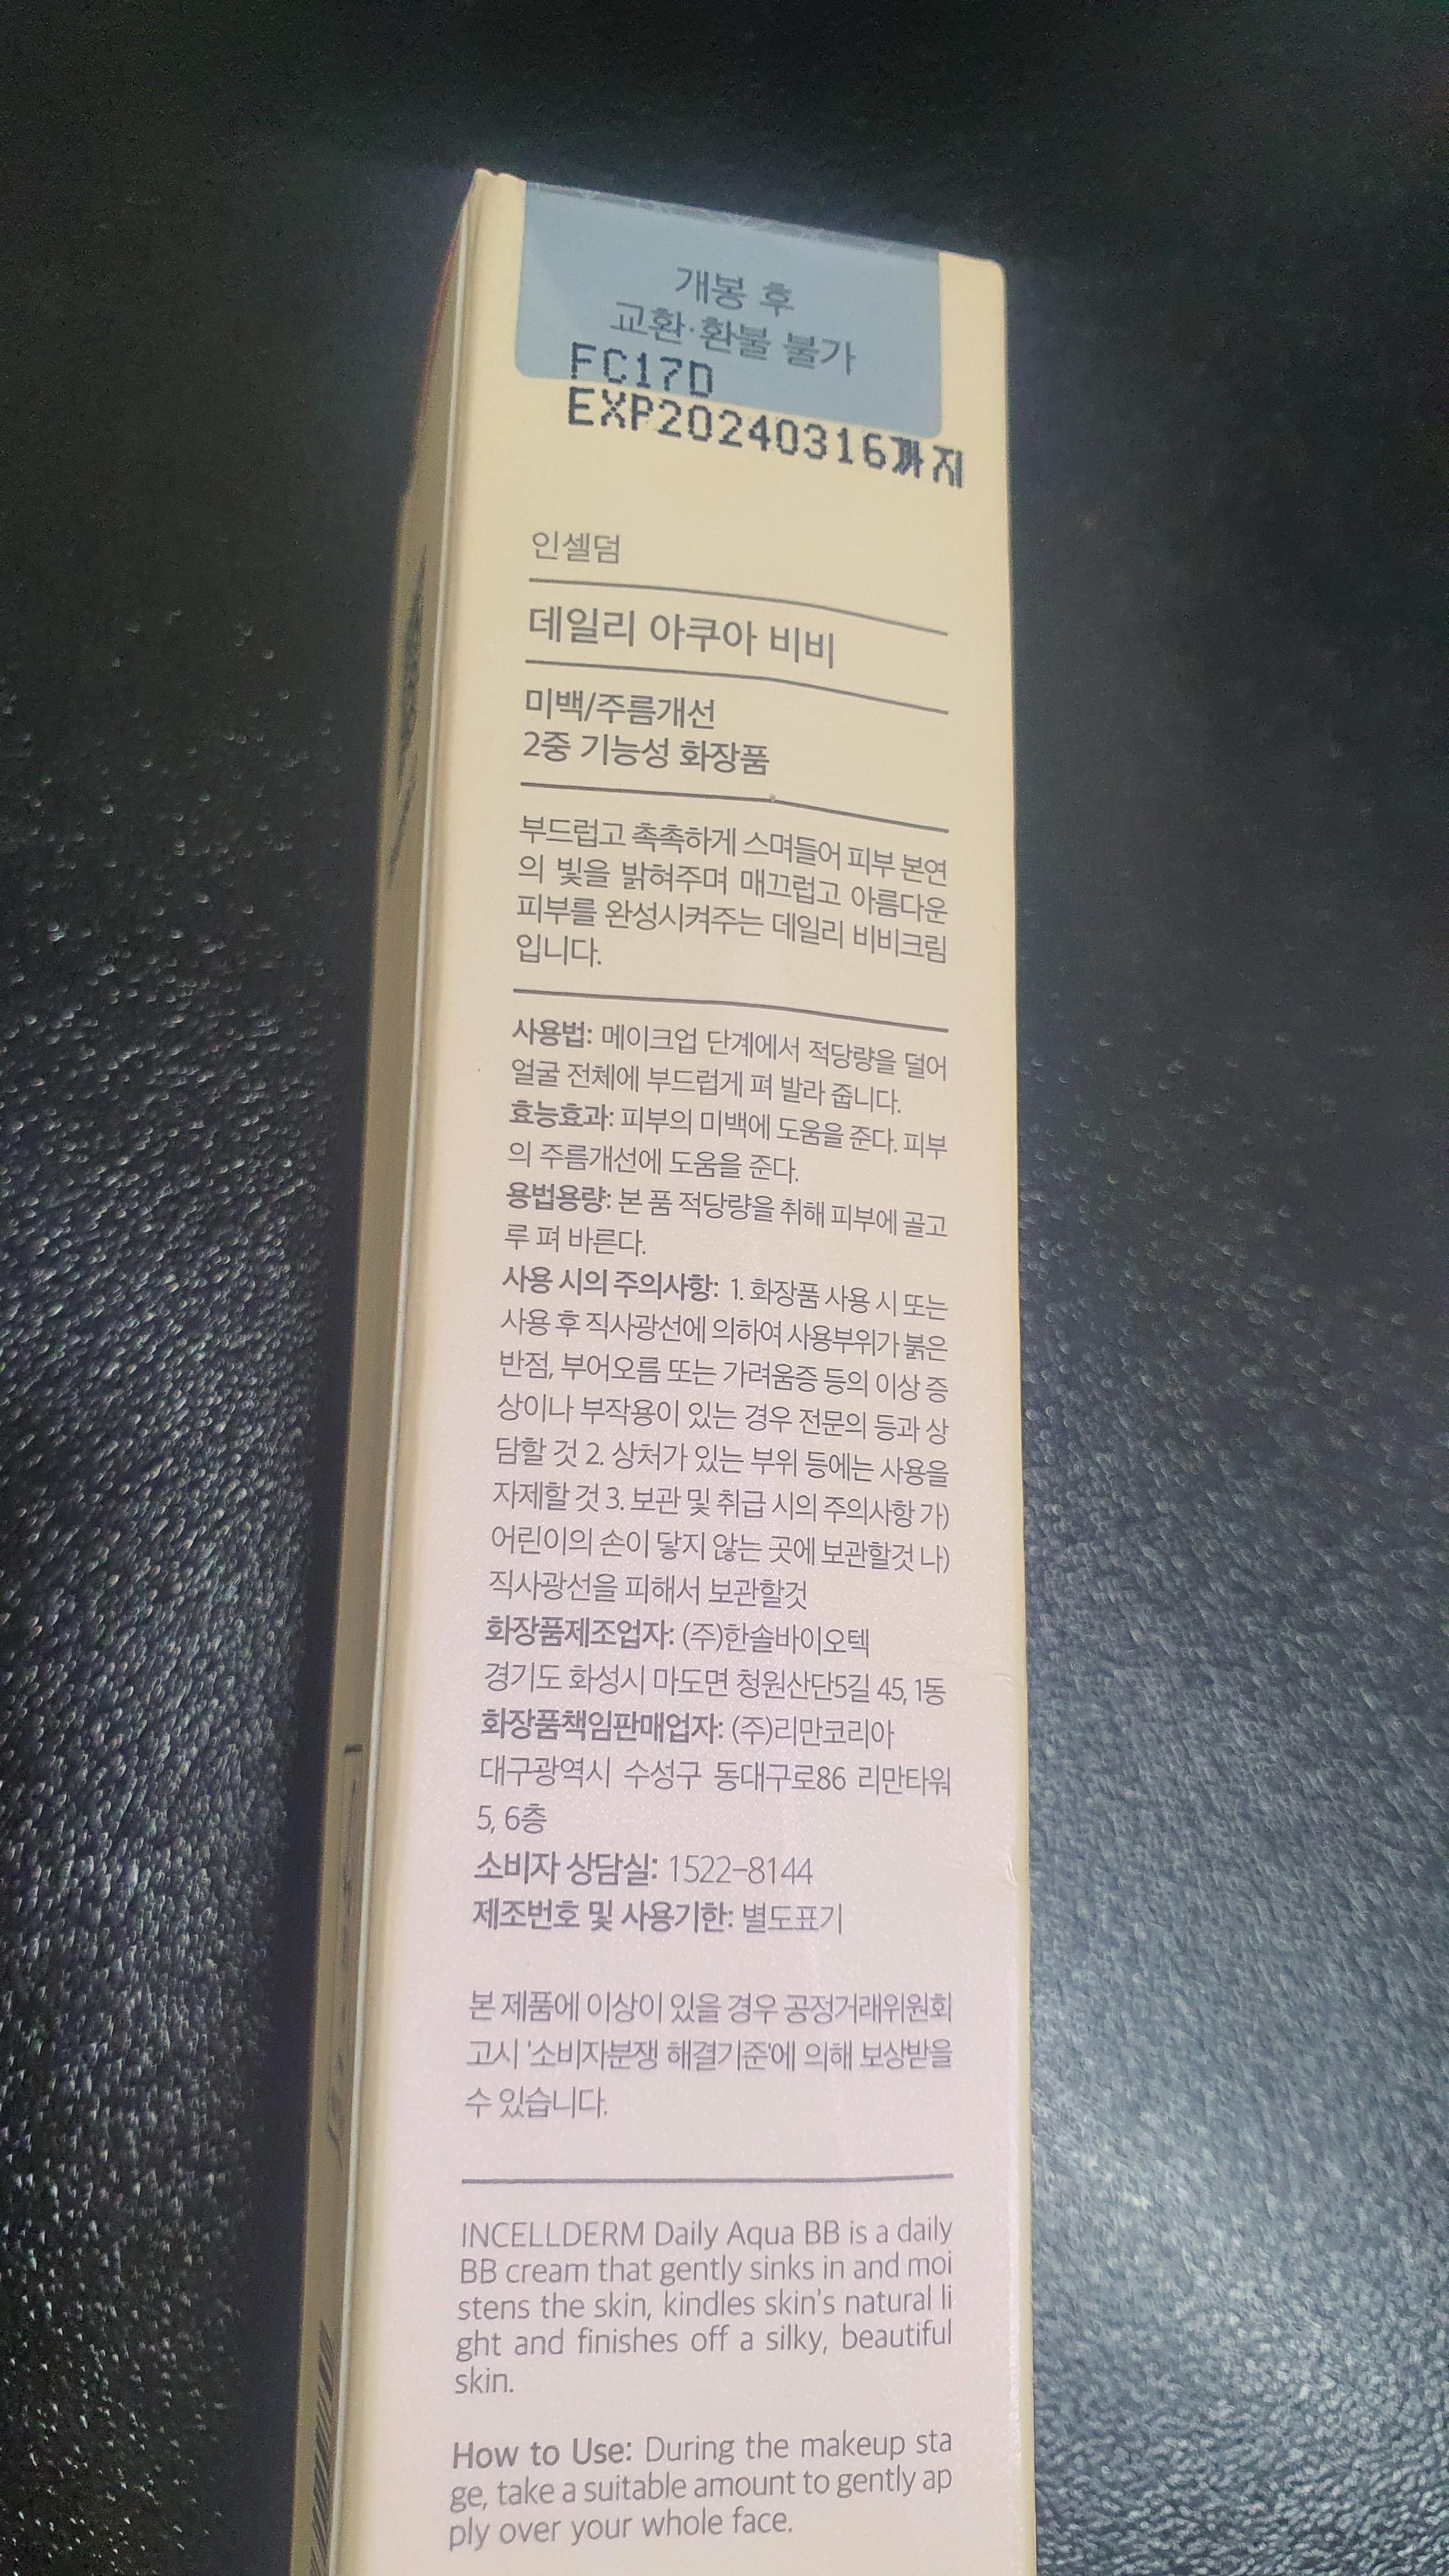 개봉 후
교환·환불 불가
FC17D
EXP20240316까지
인셀덤
데일리 아쿠아 비비
미백/주름개선
2중 기능성 화장품
부드럽고 촉촉하게 스며들어 피부 본연
의 빛을 밝혀주며 매끄럽고 아름다운
피부를 완성시켜주는 데일리 비비크림
입니다.
사용법: 메이크업 단계에서 적당량을 덜어
얼굴 전체에 부드럽게 펴 발라 줍니다.
효능효과: 피부의 미백에 도움을 준다. 피부
의 주름개선에 도움을 준다.
용법용량: 본 품 적당량을 취해 피부에 골고
루 펴 바른다.
사용 시의 주의사항: 1. 화장품 사용 시 또는
사용 후 직사광선에 의하여 사용부위가 붉은
반점, 부어오름 또는 가려움증 등의 이상 증
상이나 부작용이 있는 경우 전문의 등과 상
담할 것 2. 상처가 있는 부위 등에는 사용을
자제할 것 3. 보관 및 취급 시의 주의사항 가)
어린이의 손이 닿지 않는 곳에 보관할것 나)
직사광선을 피해서 보관할것
화장품제조업자: (주)한솔바이오텍
경기도 화성시 마도면 청원산단5길 45, 1동
화장품책임판매업자: (주)리만코리아
대구광역시 수성구 동대구로86 리만타워
5, 6층
소비자 상담실: 1522-8144
제조번호 및 사용기한: 별도표기
본 제품에 이상이 있을 경우 공정거래위원회
고시 '소비자분쟁 해결기준'에 의해 보상받을
수 있습니다.
INCELLDERM Daily Aqua BB is a daily
BB cream that gently sinks in and moi
stens the skin, kindles skin's natural li
ght and finishes off a silky, beautiful
skin.
How to Use: During the makeup sta
ge, take a suitable amount to gently ap
ply over your whole face.